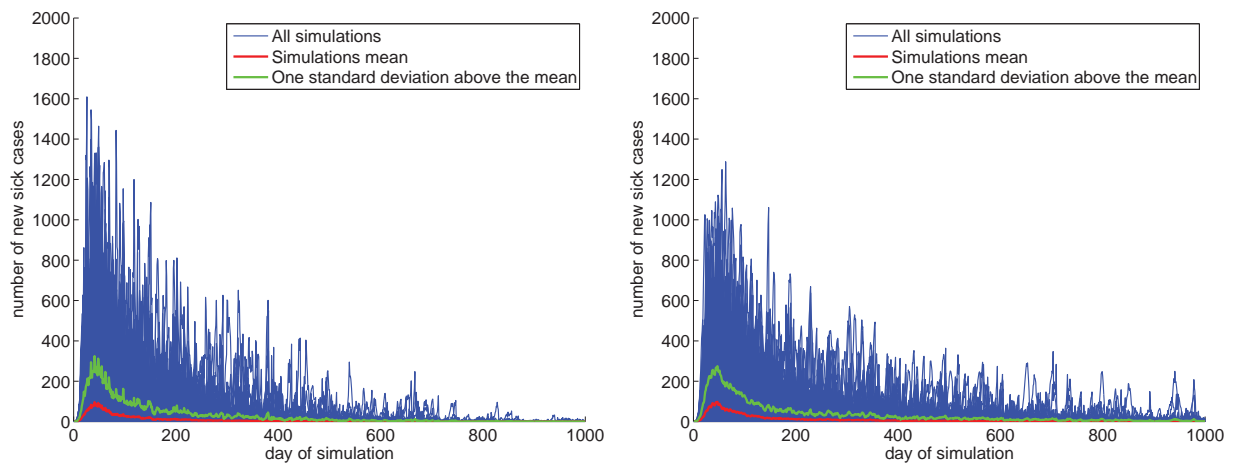 2000
1800
1600
1400
1200
1000
800
600
400
200
0
number of new sick cases
All simulations
Simulations mean
One standard deviation above the mean
0 200 400 600 800 1000
day of simulation
2000
1800
1600
1400
1200
1000
800
600
400
200
0
number of new sick cases
All simulations
Simulations mean
One standard deviation above the mean
0 200 400 600 800 1000
day of simulation